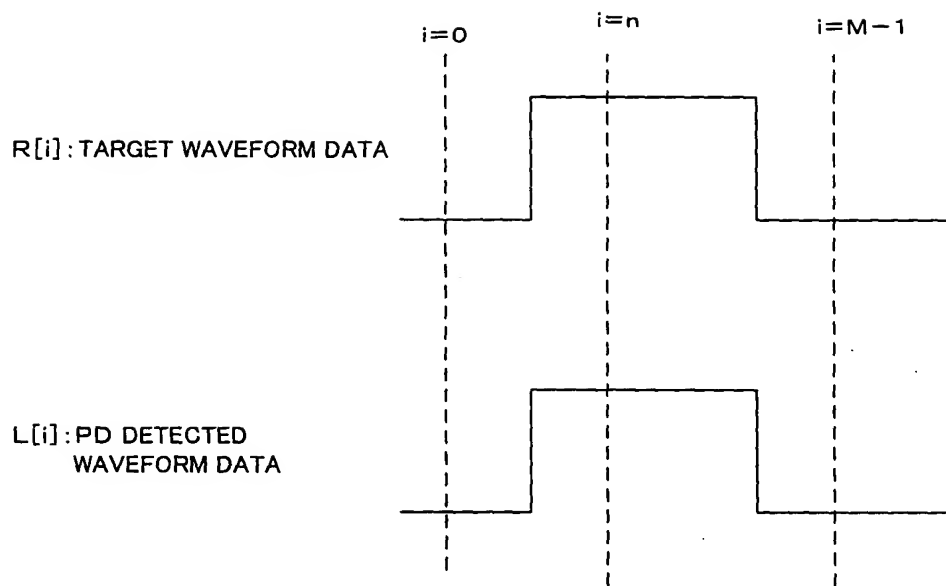 i=0
i=n
i=M-1
R[i]: TARGET WAVEFORM DATA
L[i]: PD DETECTED
WAVEFORM DATA